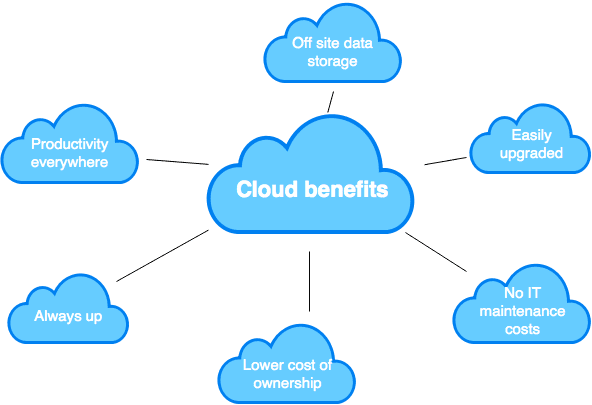 Off site data
storage
Productivity
everywhere
Easily
upgraded
Cloud benefits
Always up
No IT
maintenance
costs
Lower cost of
ownership